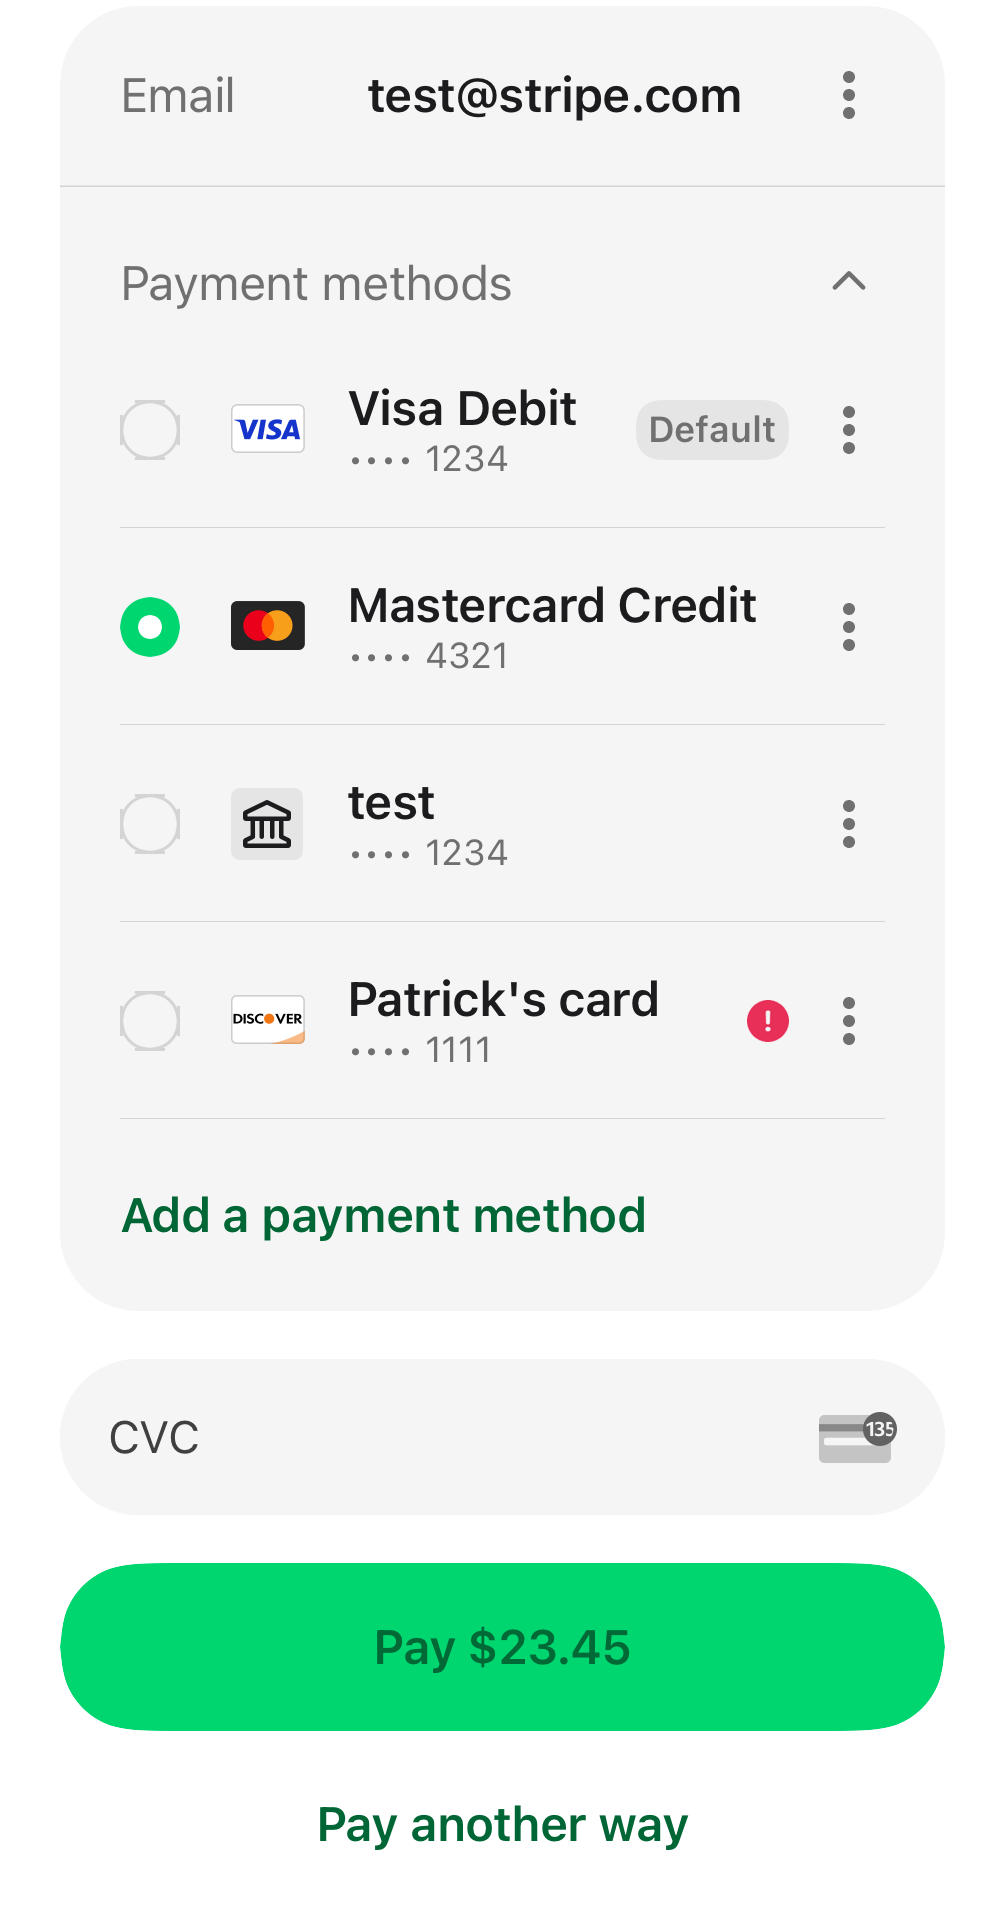 Email test@stripe.com
Payment methods
VISA Visa Debit Default
•••• 1234
Mastercard Credit
•••• 4321
test
•••• 1234
DISCOVER Patrick's card !
•••• 1111
Add a payment method
CVC 135
Pay $23.45
Pay another way